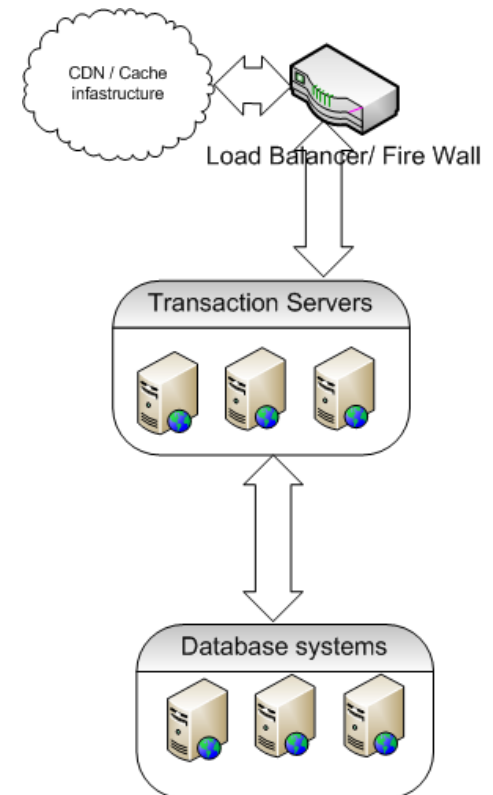 CDN / Cache
infastructure
Load Balancer/ Fire Wall
Transaction Servers
Database systems